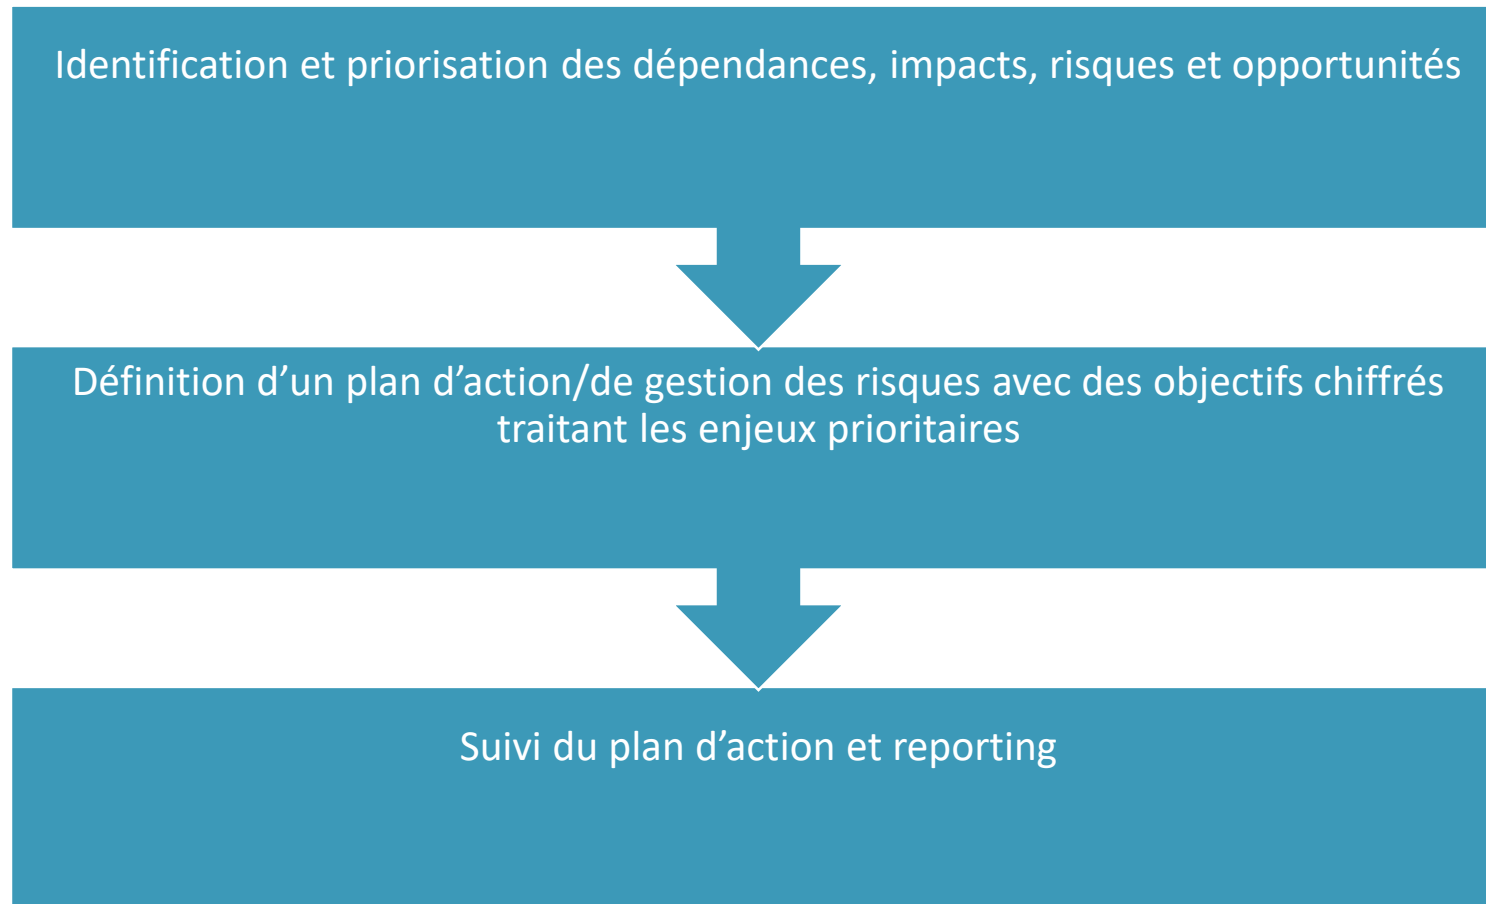 Identification et priorisation des dépendances, impacts, risques et opportunités
Définition d’un plan d’action/de gestion des risques avec des objectifs chiffrés
traitant les enjeux prioritaires
Suivi du plan d’action et reporting